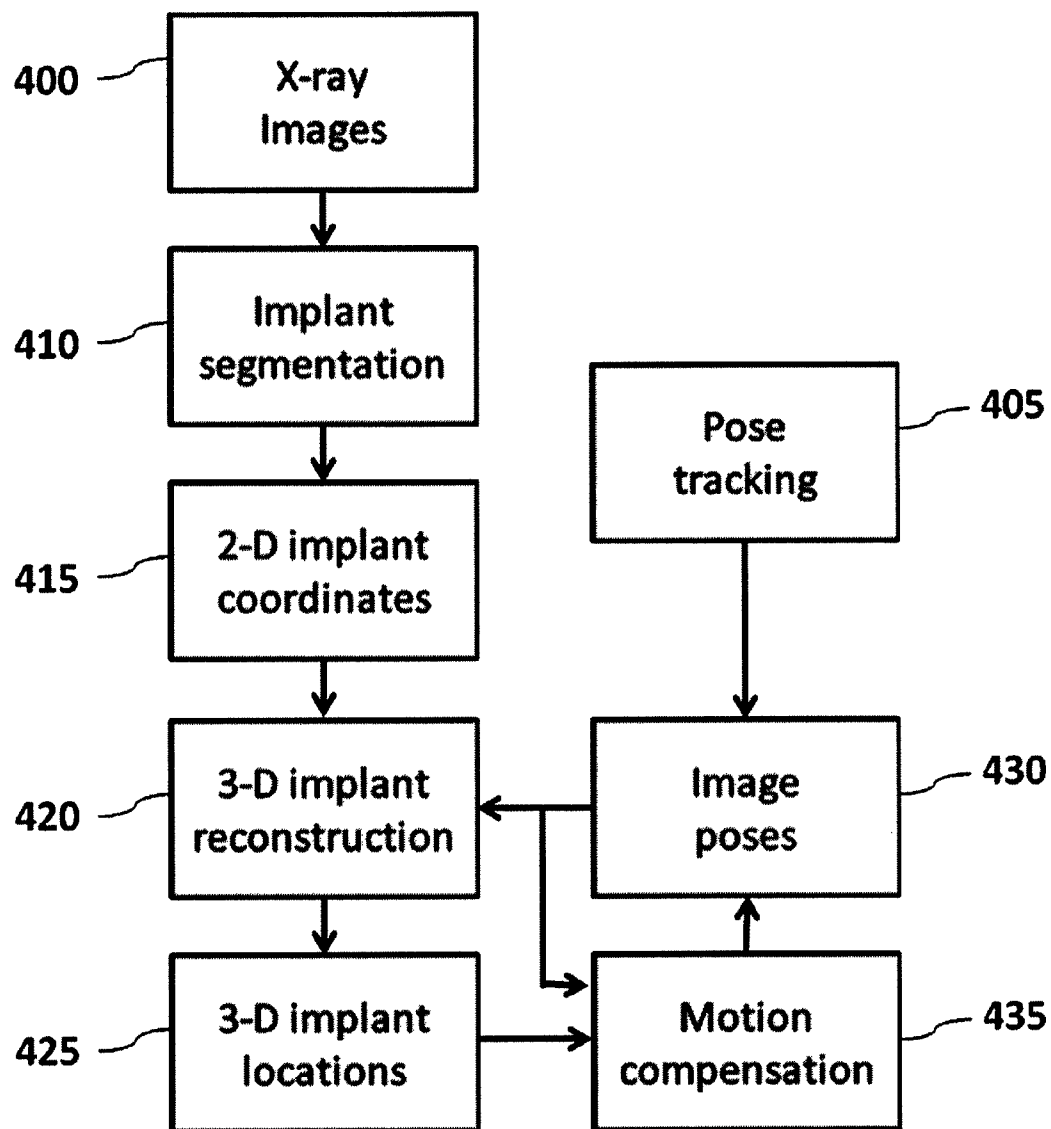 400
X-ray
Images
410
Implant
segmentation
405
Pose
tracking
415
2-D implant
coordinates
420
3-D implant
reconstruction
430
Image
poses
425
3-D implant
locations
435
Motion
compensation